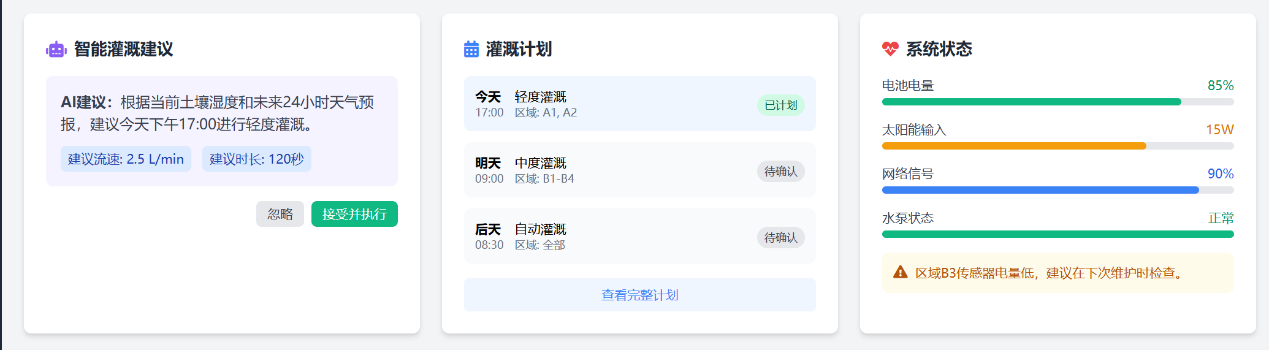 智能灌溉建议
AI建议：根据当前土壤湿度和未来24小时天气预
报，建议今天下午17:00进行轻度灌溉。
建议流速: 2.5 L/min
建议时长: 120秒
忽略
接受并执行
灌溉计划
今天
17:00
轻度灌溉
区域: A1, A2
已计划
明天
09:00
中度灌溉
区域: B1-B4
待确认
后天
08:30
自动灌溉
区域: 全部
待确认
查看完整计划
系统状态
电池电量 85%
太阳能输入 15W
网络信号 90%
水泵状态 正常
区域B3传感器电量低，建议在下次维护时检查。